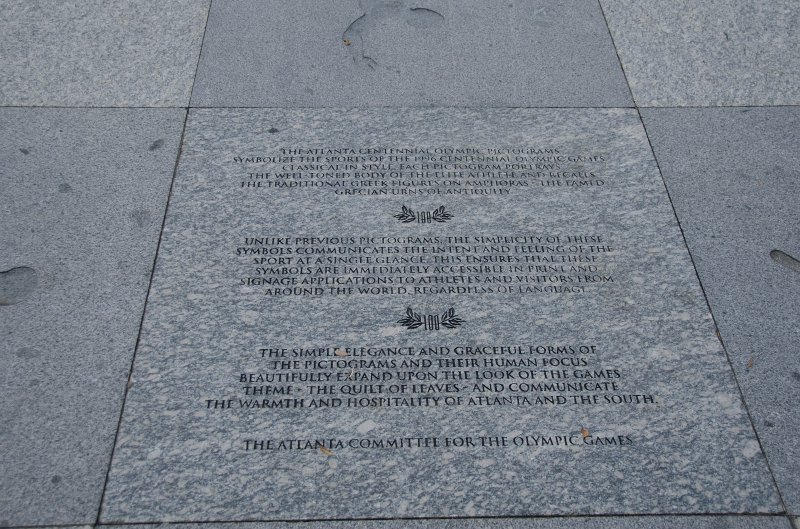 THE ATLANTA CENTENNIAL OLYMPIC PICTOGRAMS
SYMBOLIZE THE SPORTS OF THE 1996 CENTENNIAL OLYMPIC GAMES.
CLASSICAL IN STYLE, EACH PICTOGRAM PORTRAYS
THE WELL-TONED BODY OF THE ELITE ATHLETE AND RECALLS
THE TRADITIONAL GREEK FIGURES ON AMPHORAS - THE FAMED
GRECIAN URNS OF ANTIQUITY.
100
UNLIKE PREVIOUS PICTOGRAMS, THE SIMPLICITY OF THESE
SYMBOLS COMMUNICATES THE INTENT AND FEELING OF THE
SPORT AT A SINGLE GLANCE. THIS ENSURES THAT THESE
SYMBOLS ARE IMMEDIATELY ACCESSIBLE IN PRINT AND
SIGNAGE APPLICATIONS TO ATHLETES AND VISITORS FROM
AROUND THE WORLD, REGARDLESS OF LANGUAGE.
100
THE SIMPLE ELEGANCE AND GRACEFUL FORMS OF
THE PICTOGRAMS AND THEIR HUMAN FOCUS
BEAUTIFULLY EXPAND UPON THE LOOK OF THE GAMES
THEME - THE QUILT OF LEAVES - AND COMMUNICATE
THE WARMTH AND HOSPITALITY OF ATLANTA AND THE SOUTH.
THE ATLANTA COMMITTEE FOR THE OLYMPIC GAMES